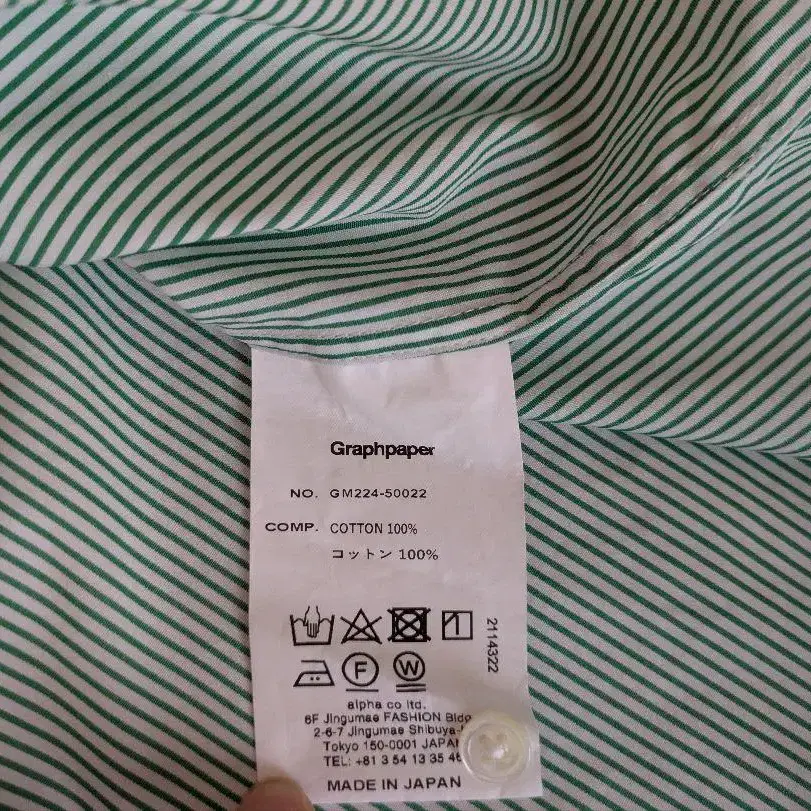 Graphpaper
NO. GM224-50022
COMP. COTTON 100%
コットン 100%
2114322
F W
alpha co ltd.
6F Jingumae FASHION Bldg
2-6-7 Jingumae Shibuya-
Tokyo 150-0001 JAPAN
TEL: +81 3 54 13 35 46
MADE IN JAPAN